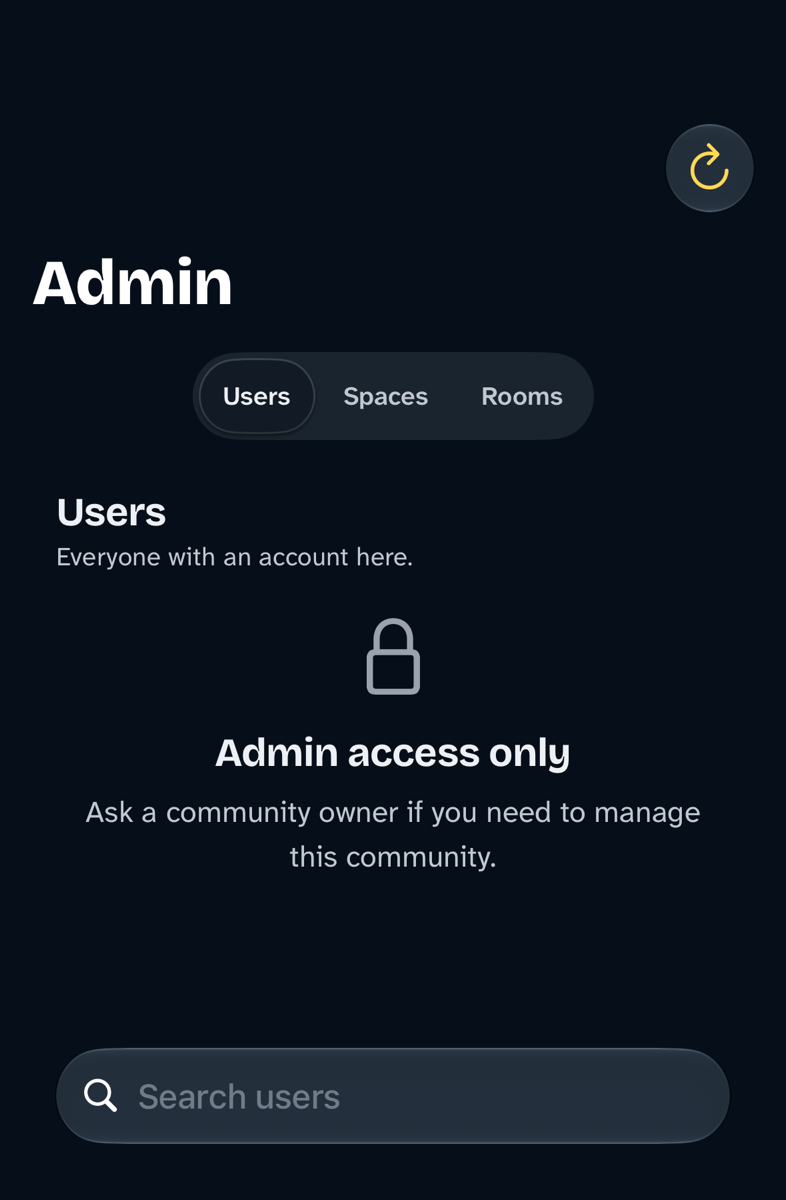 Admin
Users Spaces Rooms
Users
Everyone with an account here.
Admin access only
Ask a community owner if you need to manage
this community.
Search users